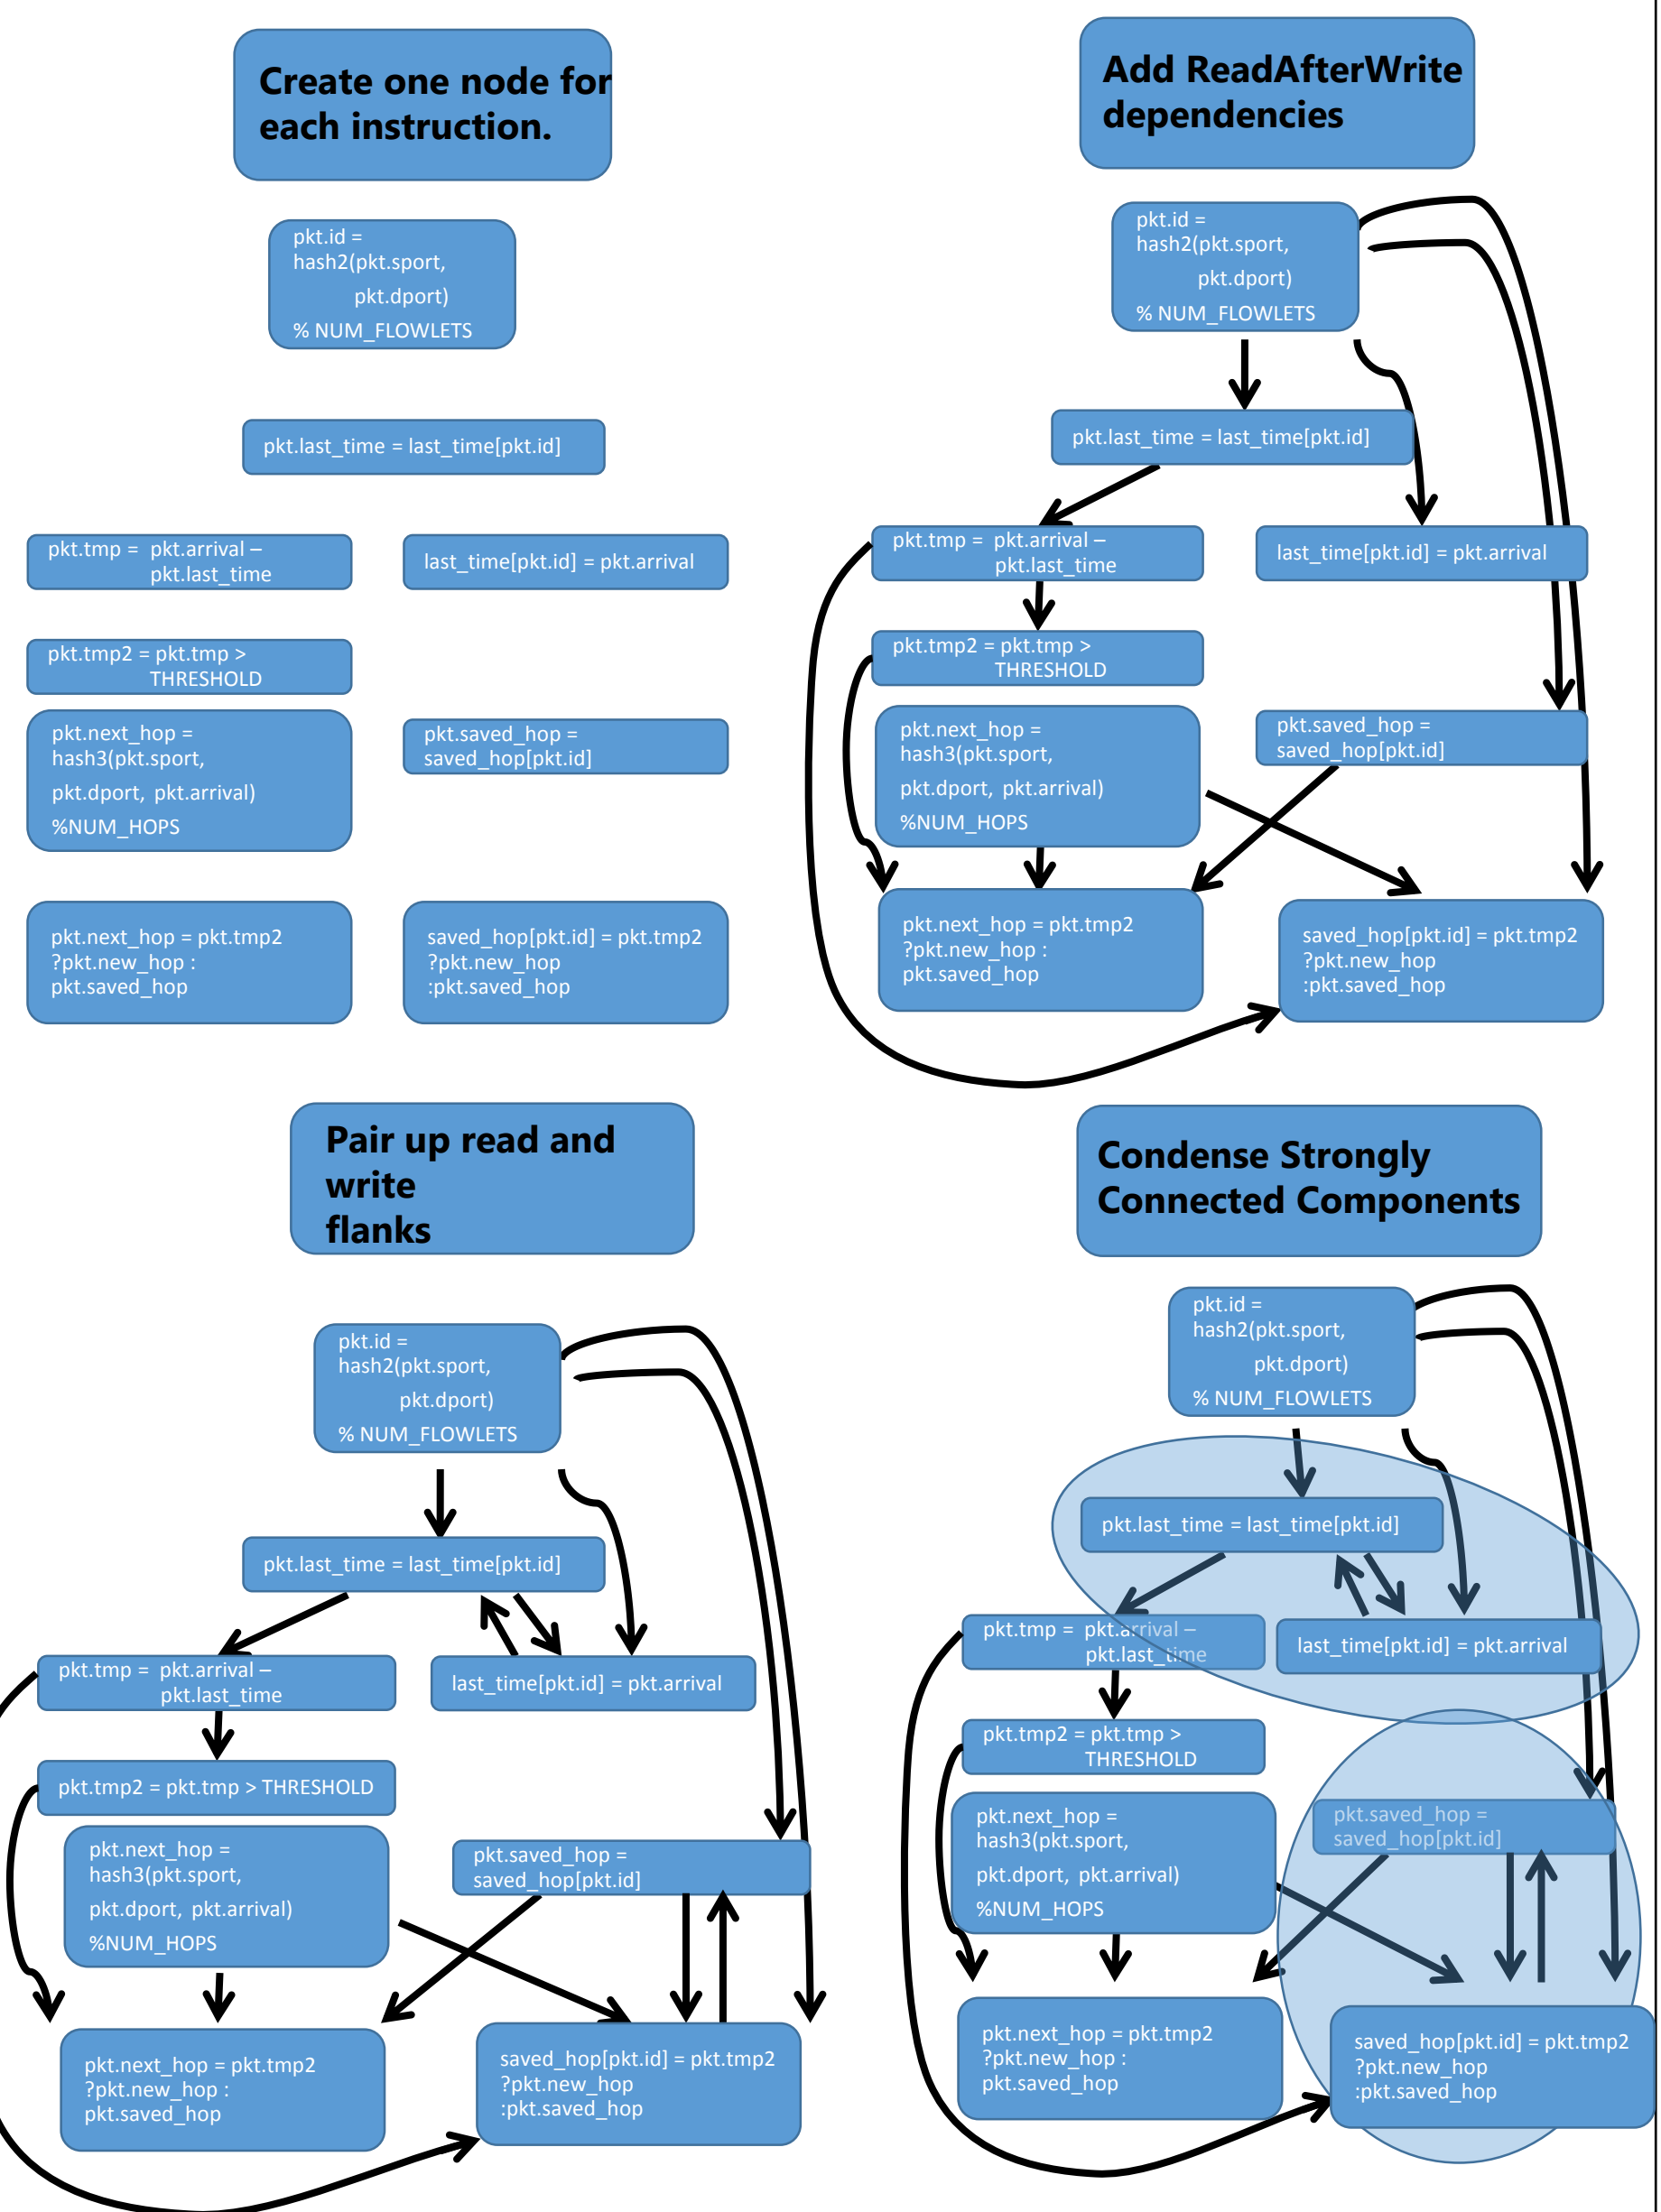 Create one node for
each instruction.
pkt.id =
hash2(pkt.sport,
pkt.dport)
% NUM_FLOWLETS
pkt.last_time = last_time[pkt.id]
pkt.tmp = pkt.arrival –
pkt.last_time
last_time[pkt.id] = pkt.arrival
pkt.tmp2 = pkt.tmp >
THRESHOLD
pkt.next_hop =
hash3(pkt.sport,
pkt.dport, pkt.arrival)
%NUM_HOPS
pkt.saved_hop =
saved_hop[pkt.id]
pkt.next_hop = pkt.tmp2
?pkt.new_hop :
pkt.saved_hop
saved_hop[pkt.id] = pkt.tmp2
?pkt.new_hop
:pkt.saved_hop
Add ReadAfterWrite
dependencies
pkt.id =
hash2(pkt.sport,
pkt.dport)
% NUM_FLOWLETS
pkt.last_time = last_time[pkt.id]
pkt.tmp = pkt.arrival –
pkt.last_time
last_time[pkt.id] = pkt.arrival
pkt.tmp2 = pkt.tmp >
THRESHOLD
pkt.next_hop =
hash3(pkt.sport,
pkt.dport, pkt.arrival)
%NUM_HOPS
pkt.saved_hop =
saved_hop[pkt.id]
pkt.next_hop = pkt.tmp2
?pkt.new_hop :
pkt.saved_hop
saved_hop[pkt.id] = pkt.tmp2
?pkt.new_hop
:pkt.saved_hop
Pair up read and
write
flanks
pkt.id =
hash2(pkt.sport,
pkt.dport)
% NUM_FLOWLETS
pkt.last_time = last_time[pkt.id]
pkt.tmp = pkt.arrival –
pkt.last_time
last_time[pkt.id] = pkt.arrival
pkt.tmp2 = pkt.tmp > THRESHOLD
pkt.next_hop =
hash3(pkt.sport,
pkt.dport, pkt.arrival)
%NUM_HOPS
pkt.saved_hop =
saved_hop[pkt.id]
pkt.next_hop = pkt.tmp2
?pkt.new_hop :
pkt.saved_hop
saved_hop[pkt.id] = pkt.tmp2
?pkt.new_hop
:pkt.saved_hop
Condense Strongly
Connected Components
pkt.id =
hash2(pkt.sport,
pkt.dport)
% NUM_FLOWLETS
pkt.last_time = last_time[pkt.id]
pkt.tmp = pkt.arrival –
pkt.last_time
last_time[pkt.id] = pkt.arrival
pkt.tmp2 = pkt.tmp >
THRESHOLD
pkt.next_hop =
hash3(pkt.sport,
pkt.dport, pkt.arrival)
%NUM_HOPS
pkt.saved_hop =
saved_hop[pkt.id]
pkt.next_hop = pkt.tmp2
?pkt.new_hop :
pkt.saved_hop
saved_hop[pkt.id] = pkt.tmp2
?pkt.new_hop
:pkt.saved_hop